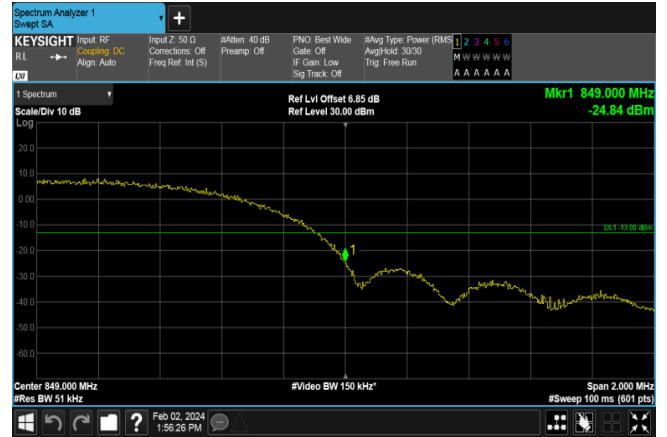 Spectrum Analyzer 1
Swept SA
+
KEYSIGHT
R L
LXI
Input: RF
Coupling: DC
Align: Auto
Input Z: 50 Ω
Corrections: Off
Freq Ref: Int (S)
#Atten: 40 dB
Preamp: Off
PNO: Best Wide
Gate: Off
IF Gain: Low
Sig Track: Off
#Avg Type: Power (RMS
Avg|Hold: 30/30
Trig: Free Run
1 2 3 4 5 6
M W W W W W
A A A A A A
1 Spectrum
Scale/Div 10 dB
Log
Ref Lvl Offset 6.85 dB
Ref Level 30.00 dBm
Mkr1 849.000 MHz
-24.84 dBm
20.0
10.0
0.00
-10.0
DL1 -13.00 dBm
1
-20.0
-30.0
-40.0
-50.0
-60.0
Center 849.000 MHz
#Video BW 150 kHz*
Span 2.000 MHz
#Res BW 51 kHz
#Sweep 100 ms (601 pts)
?
Feb 02, 2024
1:56:26 PM